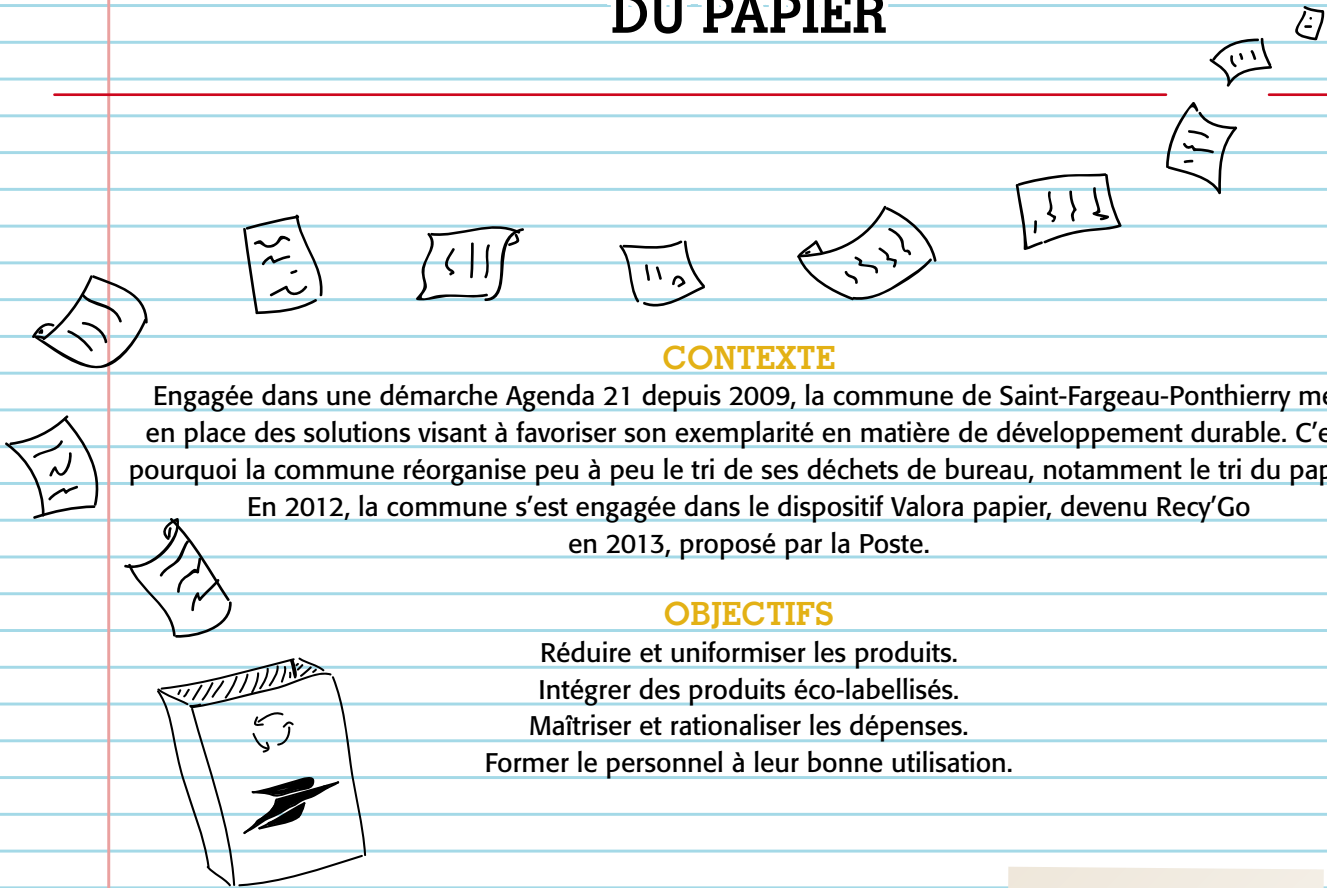 DU PAPIER
CONTEXTE
Engagée dans une démarche Agenda 21 depuis 2009, la commune de Saint-Fargeau-Ponthierry
en place des solutions visant à favoriser son exemplarité en matière de développement durable.
pourquoi la commune réorganise peu à peu le tri de ses déchets de bureau, notamment le tri du
En 2012, la commune s’est engagée dans le dispositif Valora papier, devenu Recy’Go
en 2013, proposé par la Poste.
OBJECTIFS
Réduire et uniformiser les produits.
Intégrer des produits éco-labellisés.
Maîtriser et rationaliser les dépenses.
Former le personnel à leur bonne utilisation.